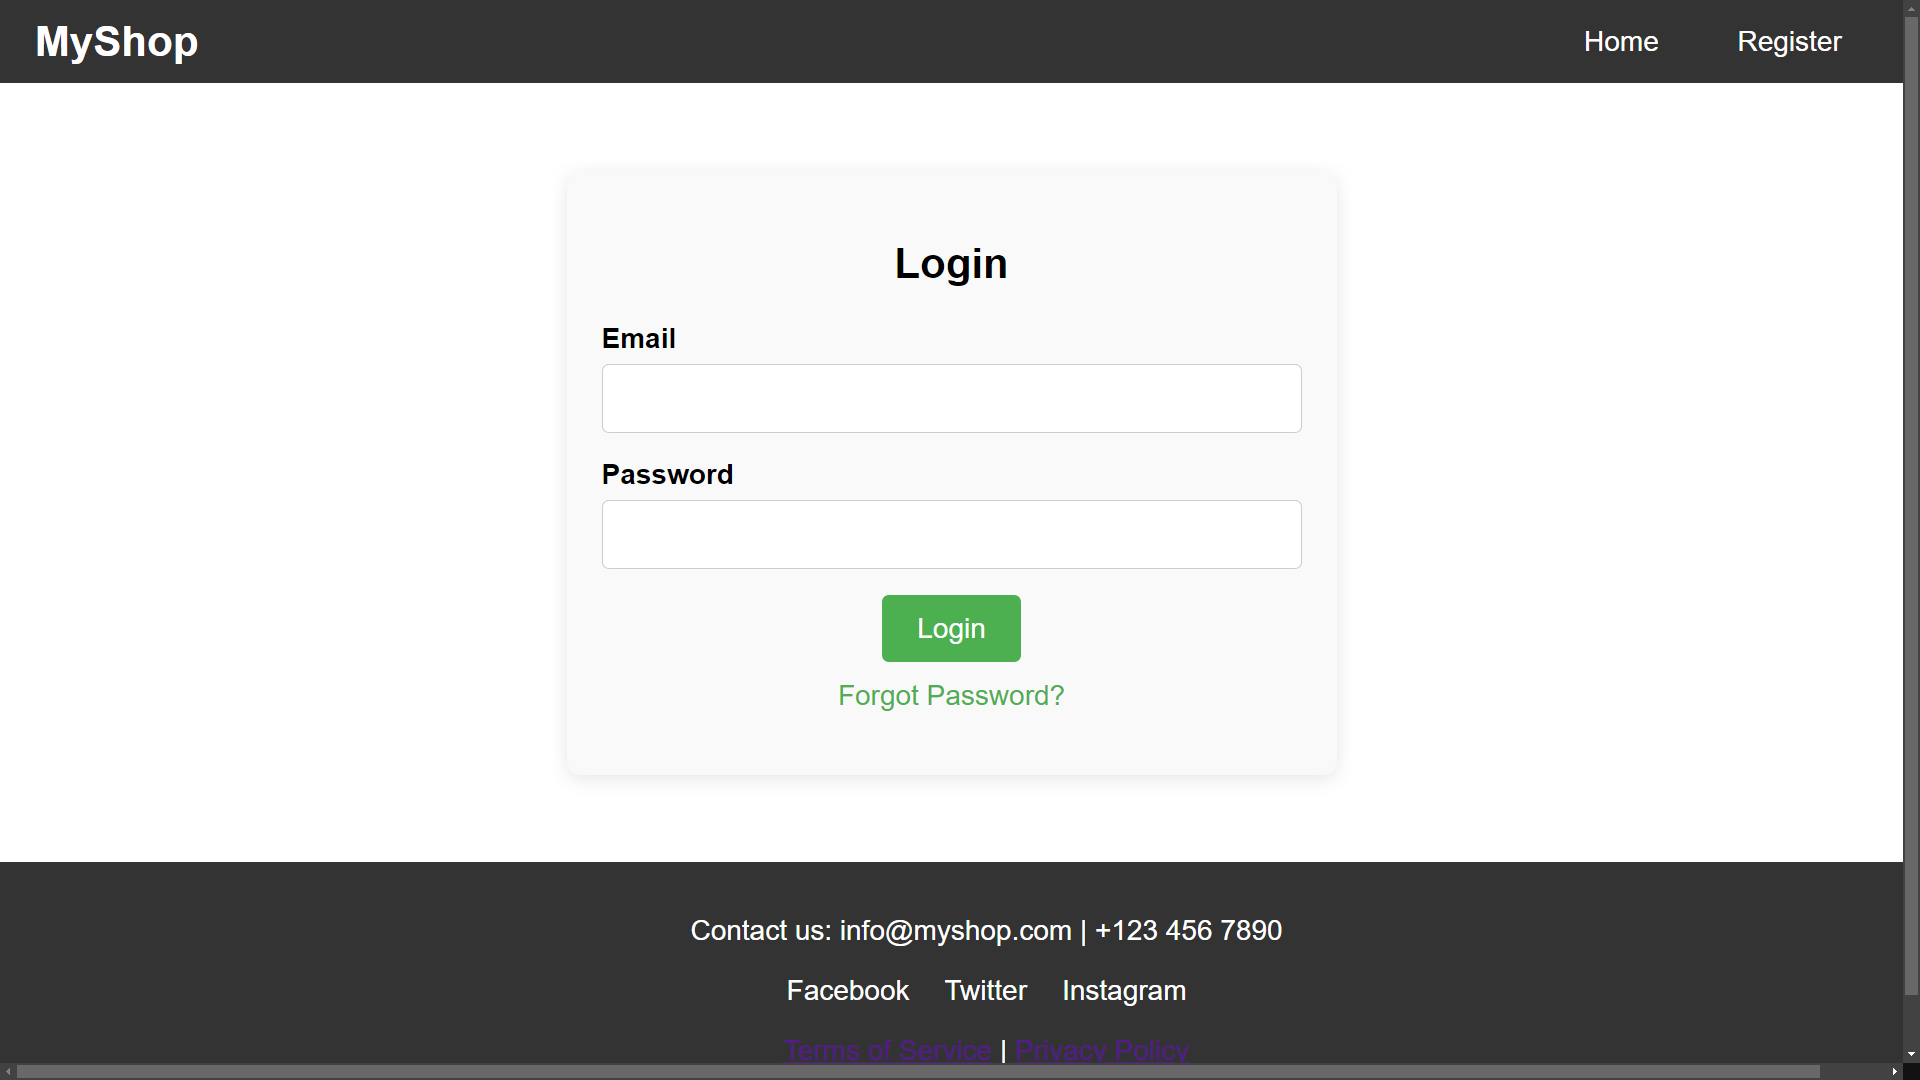 MyShop
Home Register
Login
Email
Password
Login
Forgot Password?
Contact us: info@myshop.com | +123 456 7890
Facebook Twitter Instagram
Terms of Service | Privacy Policy